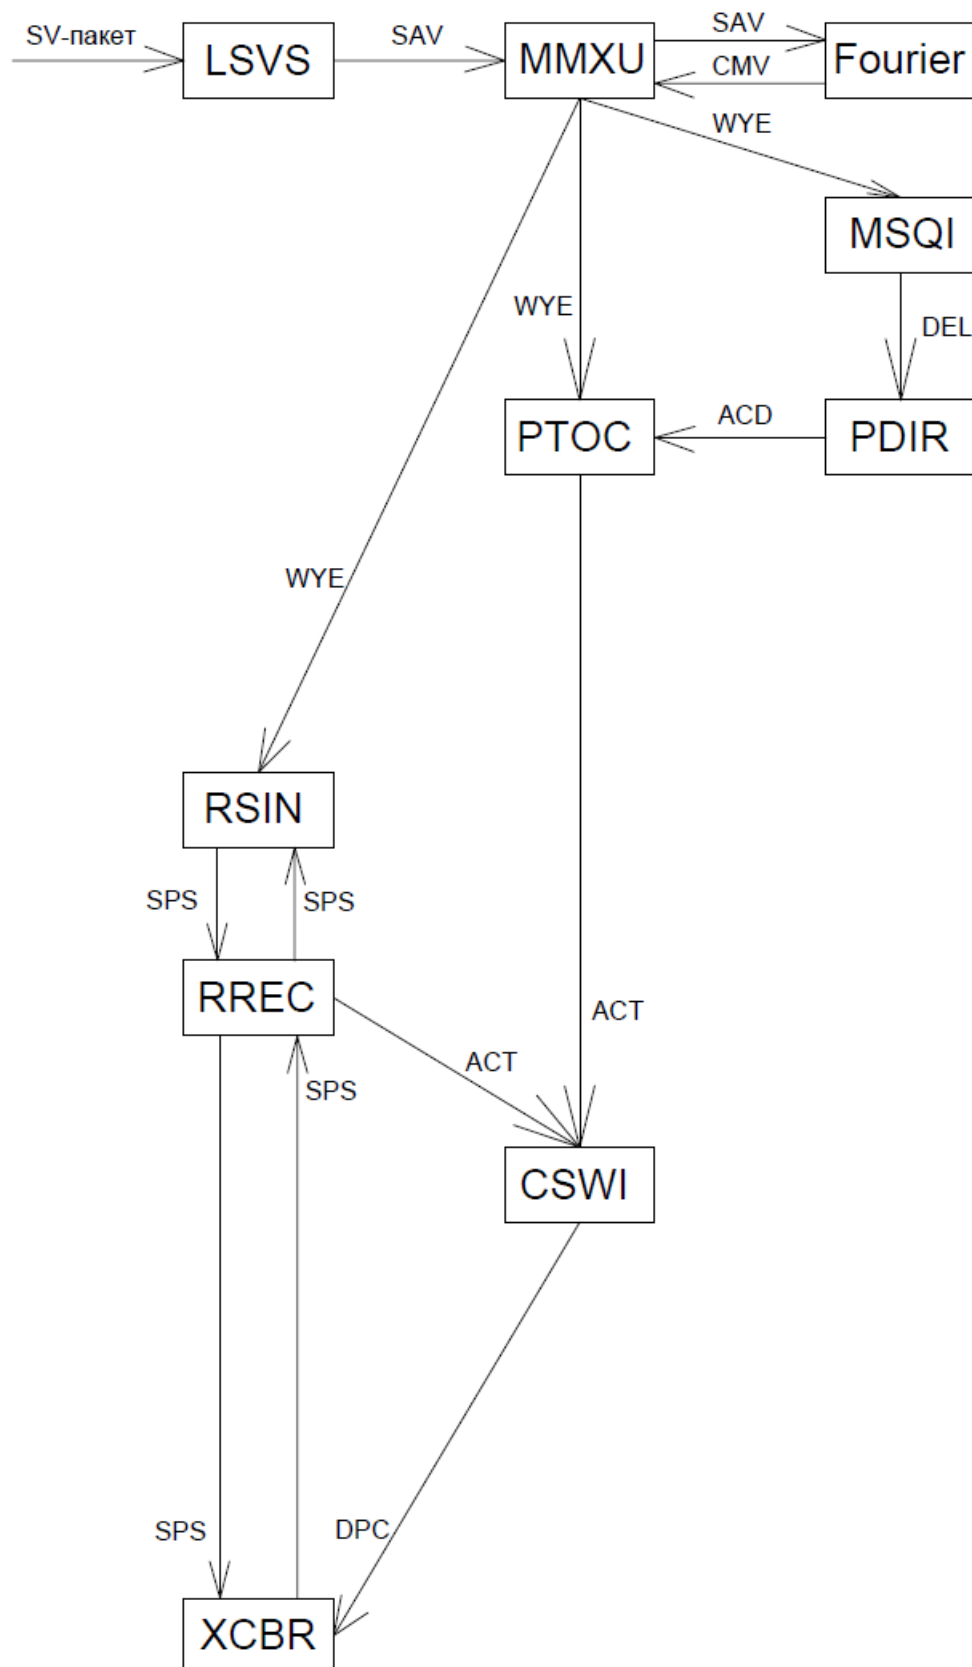 SV-пакет
LSVS
SAV
MMXU
SAV
CMV
Fourier
WYE
MSQI
WYE
DEL
PTOC
ACD
PDIR
WYE
RSIN
SPS
SPS
RREC
ACT
ACT
SPS
CSWI
SPS
DPC
XCBR